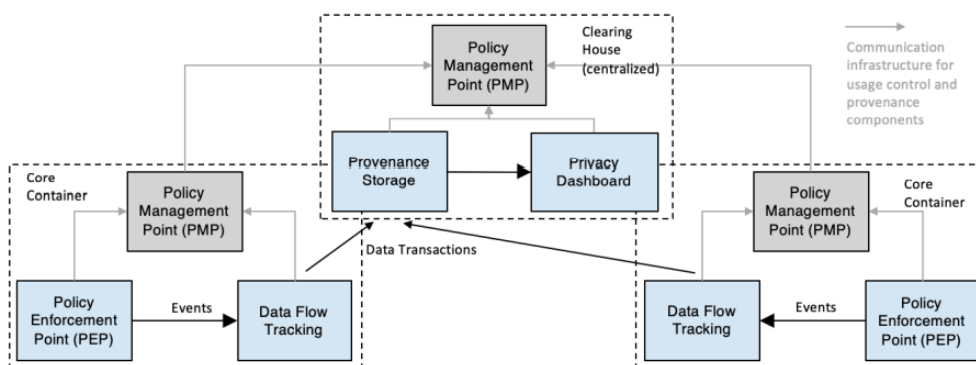 Policy
Management
Point (PMP)
Clearing
House
(centralized)
Communication
infrastructure for
usage control and
provenance
components
Provenance
Storage
Privacy
Dashboard
Core
Container
Policy
Management
Point (PMP)
Data Transactions
Policy
Management
Point (PMP)
Core
Container
Policy
Enforcement
Point (PEP)
Events
Data Flow
Tracking
Data Flow
Tracking
Events
Policy
Enforcement
Point (PEP)